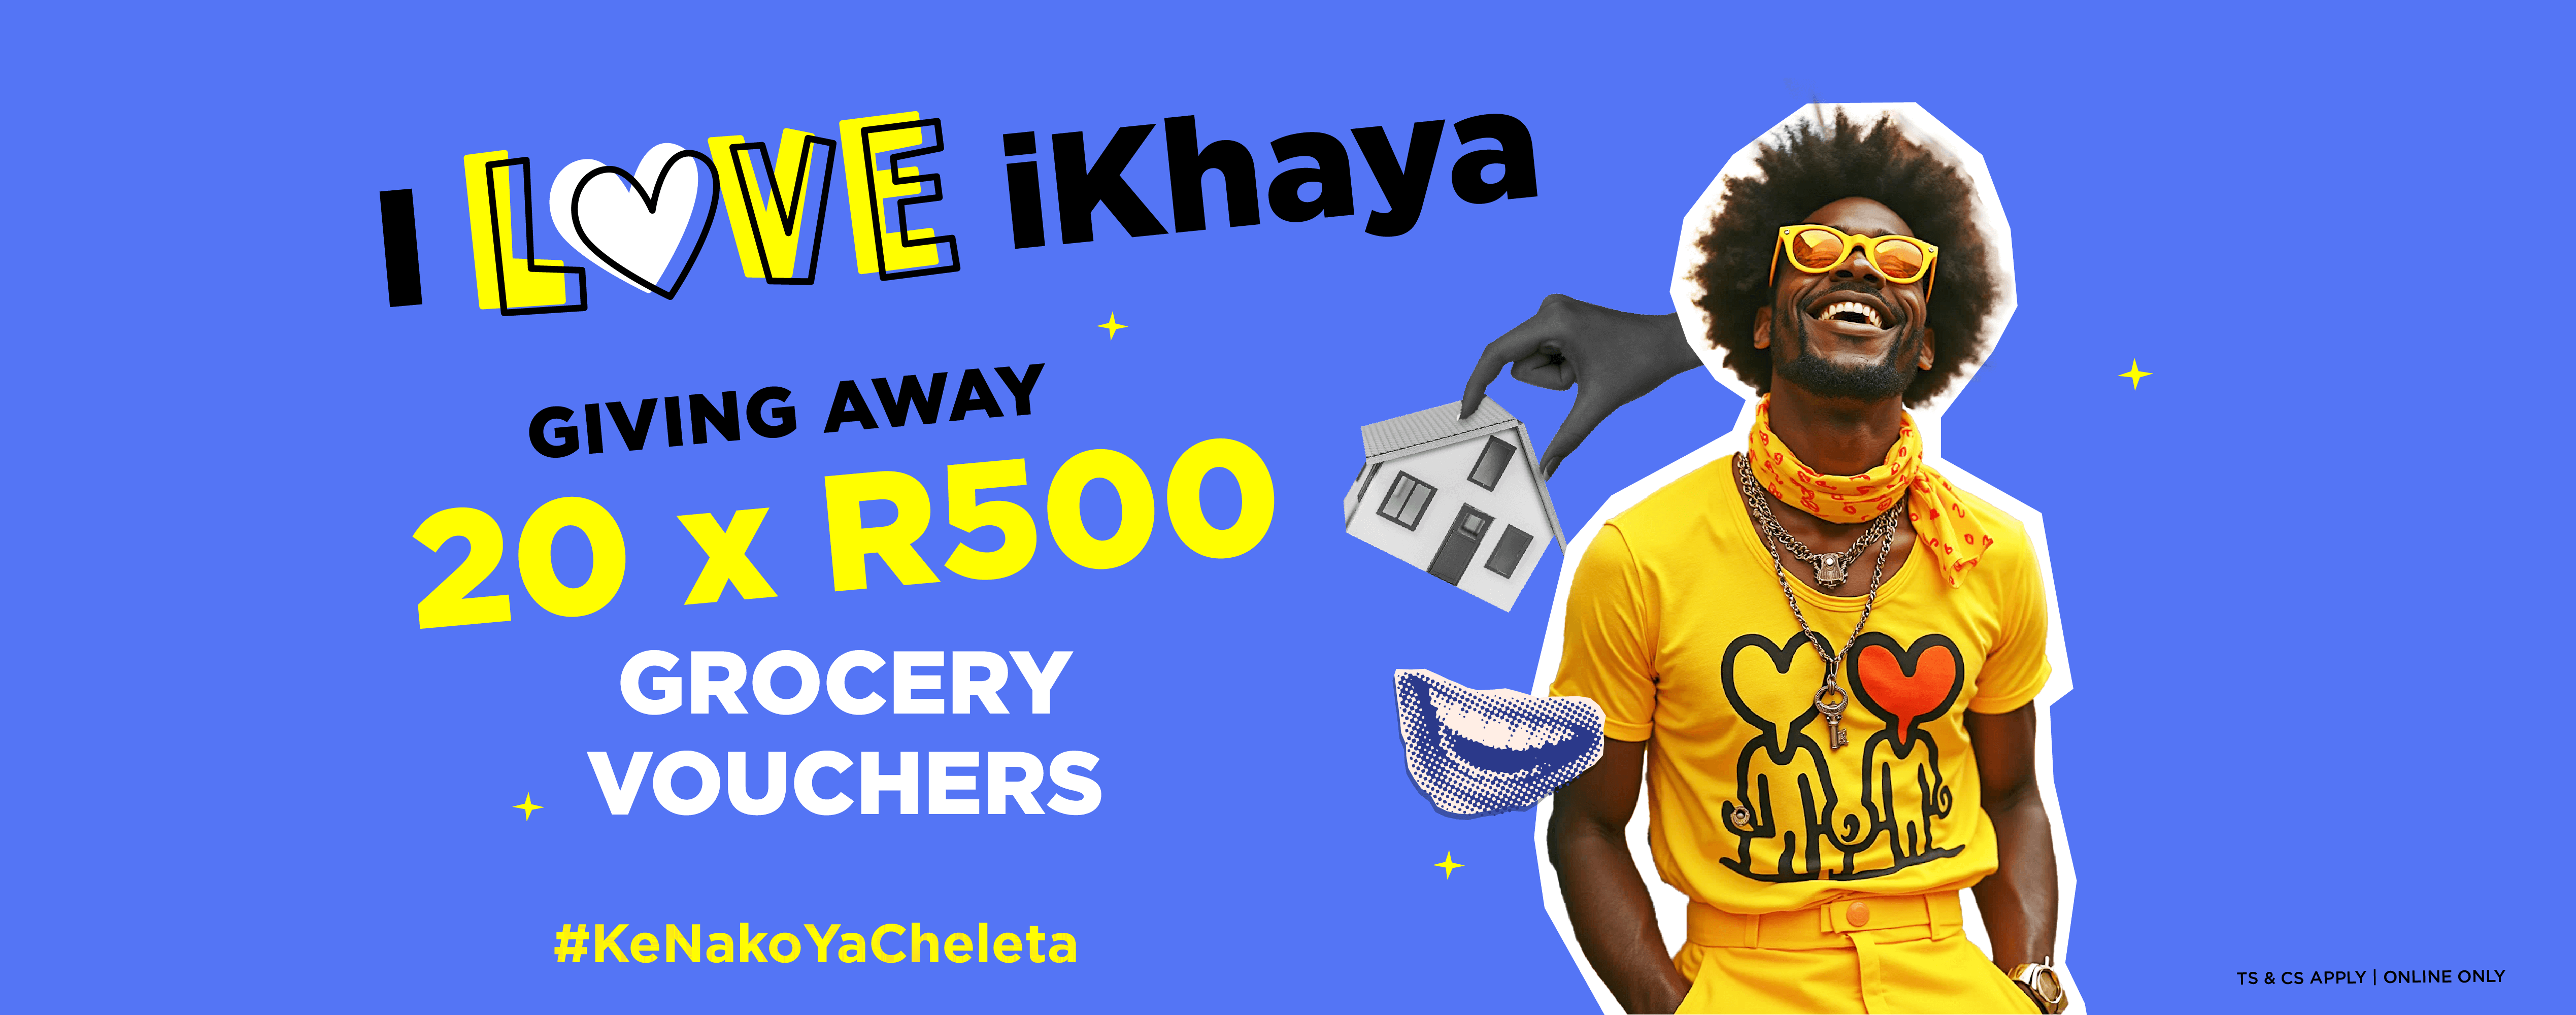 I LOVE iKhaya
GIVING AWAY
20 x R500
GROCERY
VOUCHERS
#KeNakoYaCheleta
TS & CS APPLY | ONLINE ONLY